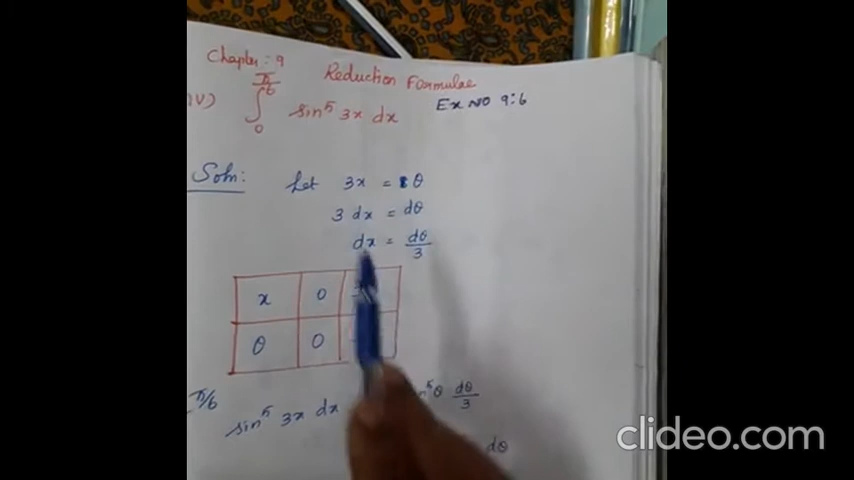 Chapter : 9
Reduction Formulae
Ex NO 9:6
IV) ∫₀^(π/6) sin⁵ 3x dx
Soln:
Let 3x = θ
3 dx = dθ
dx = dθ/3
x 0
θ 0
π/6 sin⁵ 3x dx n⁵θ dθ/3
dθ
clideo.com